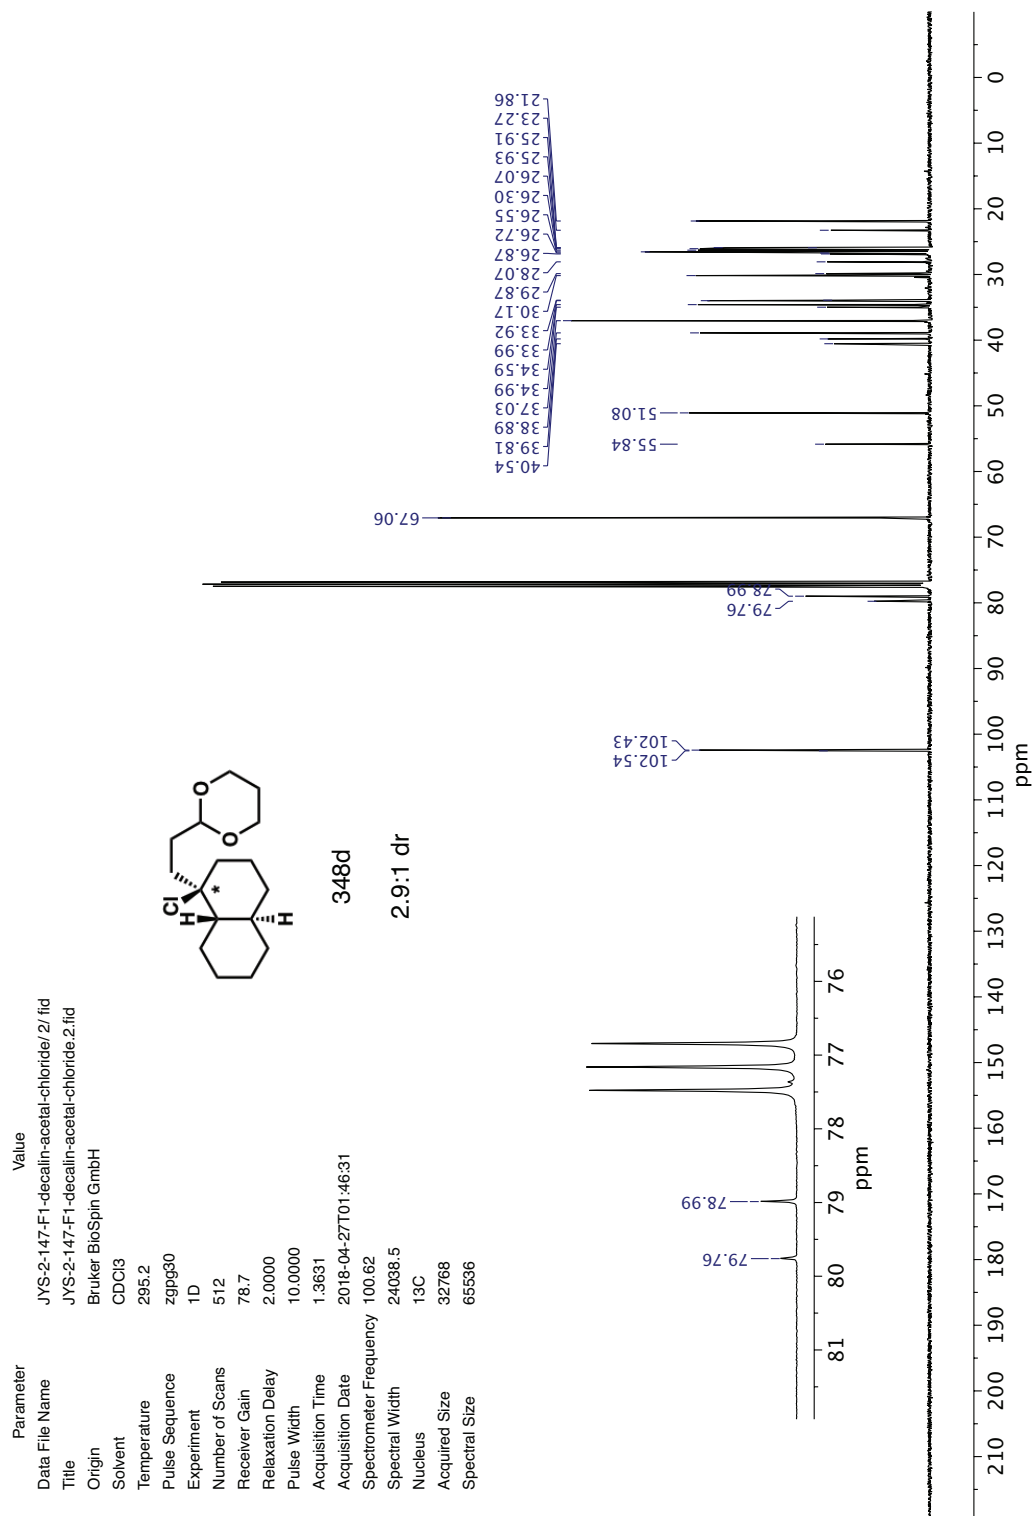 Parameter Value
Data File Name JYS-2-147-F1-decalin-acetal-chloride/ 2/ fid
Title JYS-2-147-F1-decalin-acetal-chloride.2.fid
Origin Bruker BioSpin GmbH
Solvent CDCl3
Temperature 295.2
Pulse Sequence zgpg30
Experiment 1D
Number of Scans 512
Receiver Gain 78.7
Relaxation Delay 2.0000
Pulse Width 10.0000
Acquisition Time 1.3631
Acquisition Date 2018-04-27T01:46:31
Spectrometer Frequency 100.62
Spectral Width 24038.5
Nucleus 13C
Acquired Size 32768
Spectral Size 65536
Cl
H
*
H
O
O
348d
2.9:1 dr
102.54
102.43
79.76
78.99
67.06
55.84
51.08
40.54
39.81
38.89
37.03
34.99
34.59
33.99
33.92
30.17
29.87
28.07
26.87
26.72
26.55
26.30
26.07
25.93
25.91
23.27
21.86
79.76
78.99
81 80 79 78 77 76
ppm
210 200 190 180 170 160 150 140 130 120 110 100 90 80 70 60 50 40 30 20 10 0
ppm